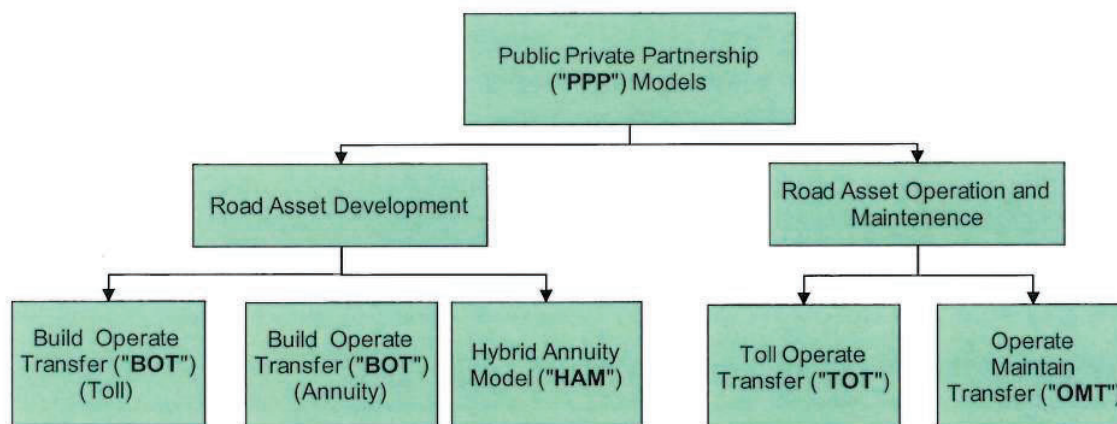 Public Private Partnership
("PPP") Models
Road Asset Development
Road Asset Operation and
Maintenence
Build Operate
Transfer ("BOT")
(Toll)
Build Operate
Transfer ("BOT")
(Annuity)
Hybrid Annuity
Model ("HAM")
Toll Operate
Transfer ("TOT")
Operate
Maintain
Transfer ("OMT")